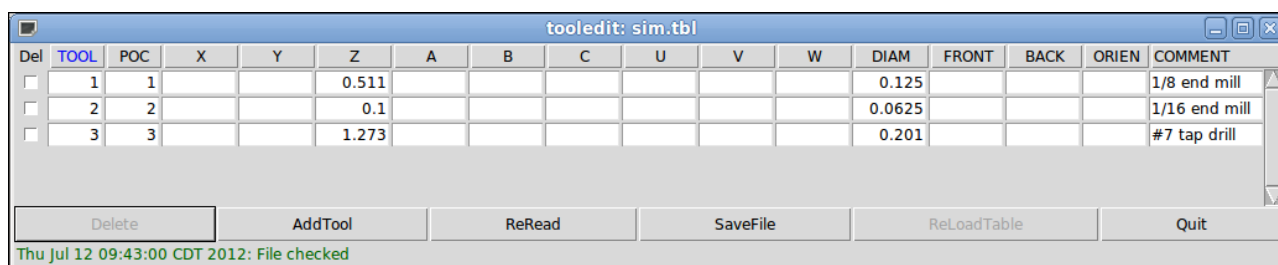 tooledit: sim.tbl
Del TOOL POC X Y Z A B C U V W DIAM FRONT BACK ORIEN COMMENT
1 1 0.511 0.125 1/8 end mill
2 2 0.1 0.0625 1/16 end mill
3 3 1.273 0.201 #7 tap drill
Delete AddTool ReRead SaveFile ReLoadTable Quit
Thu Jul 12 09:43:00 CDT 2012: File checked